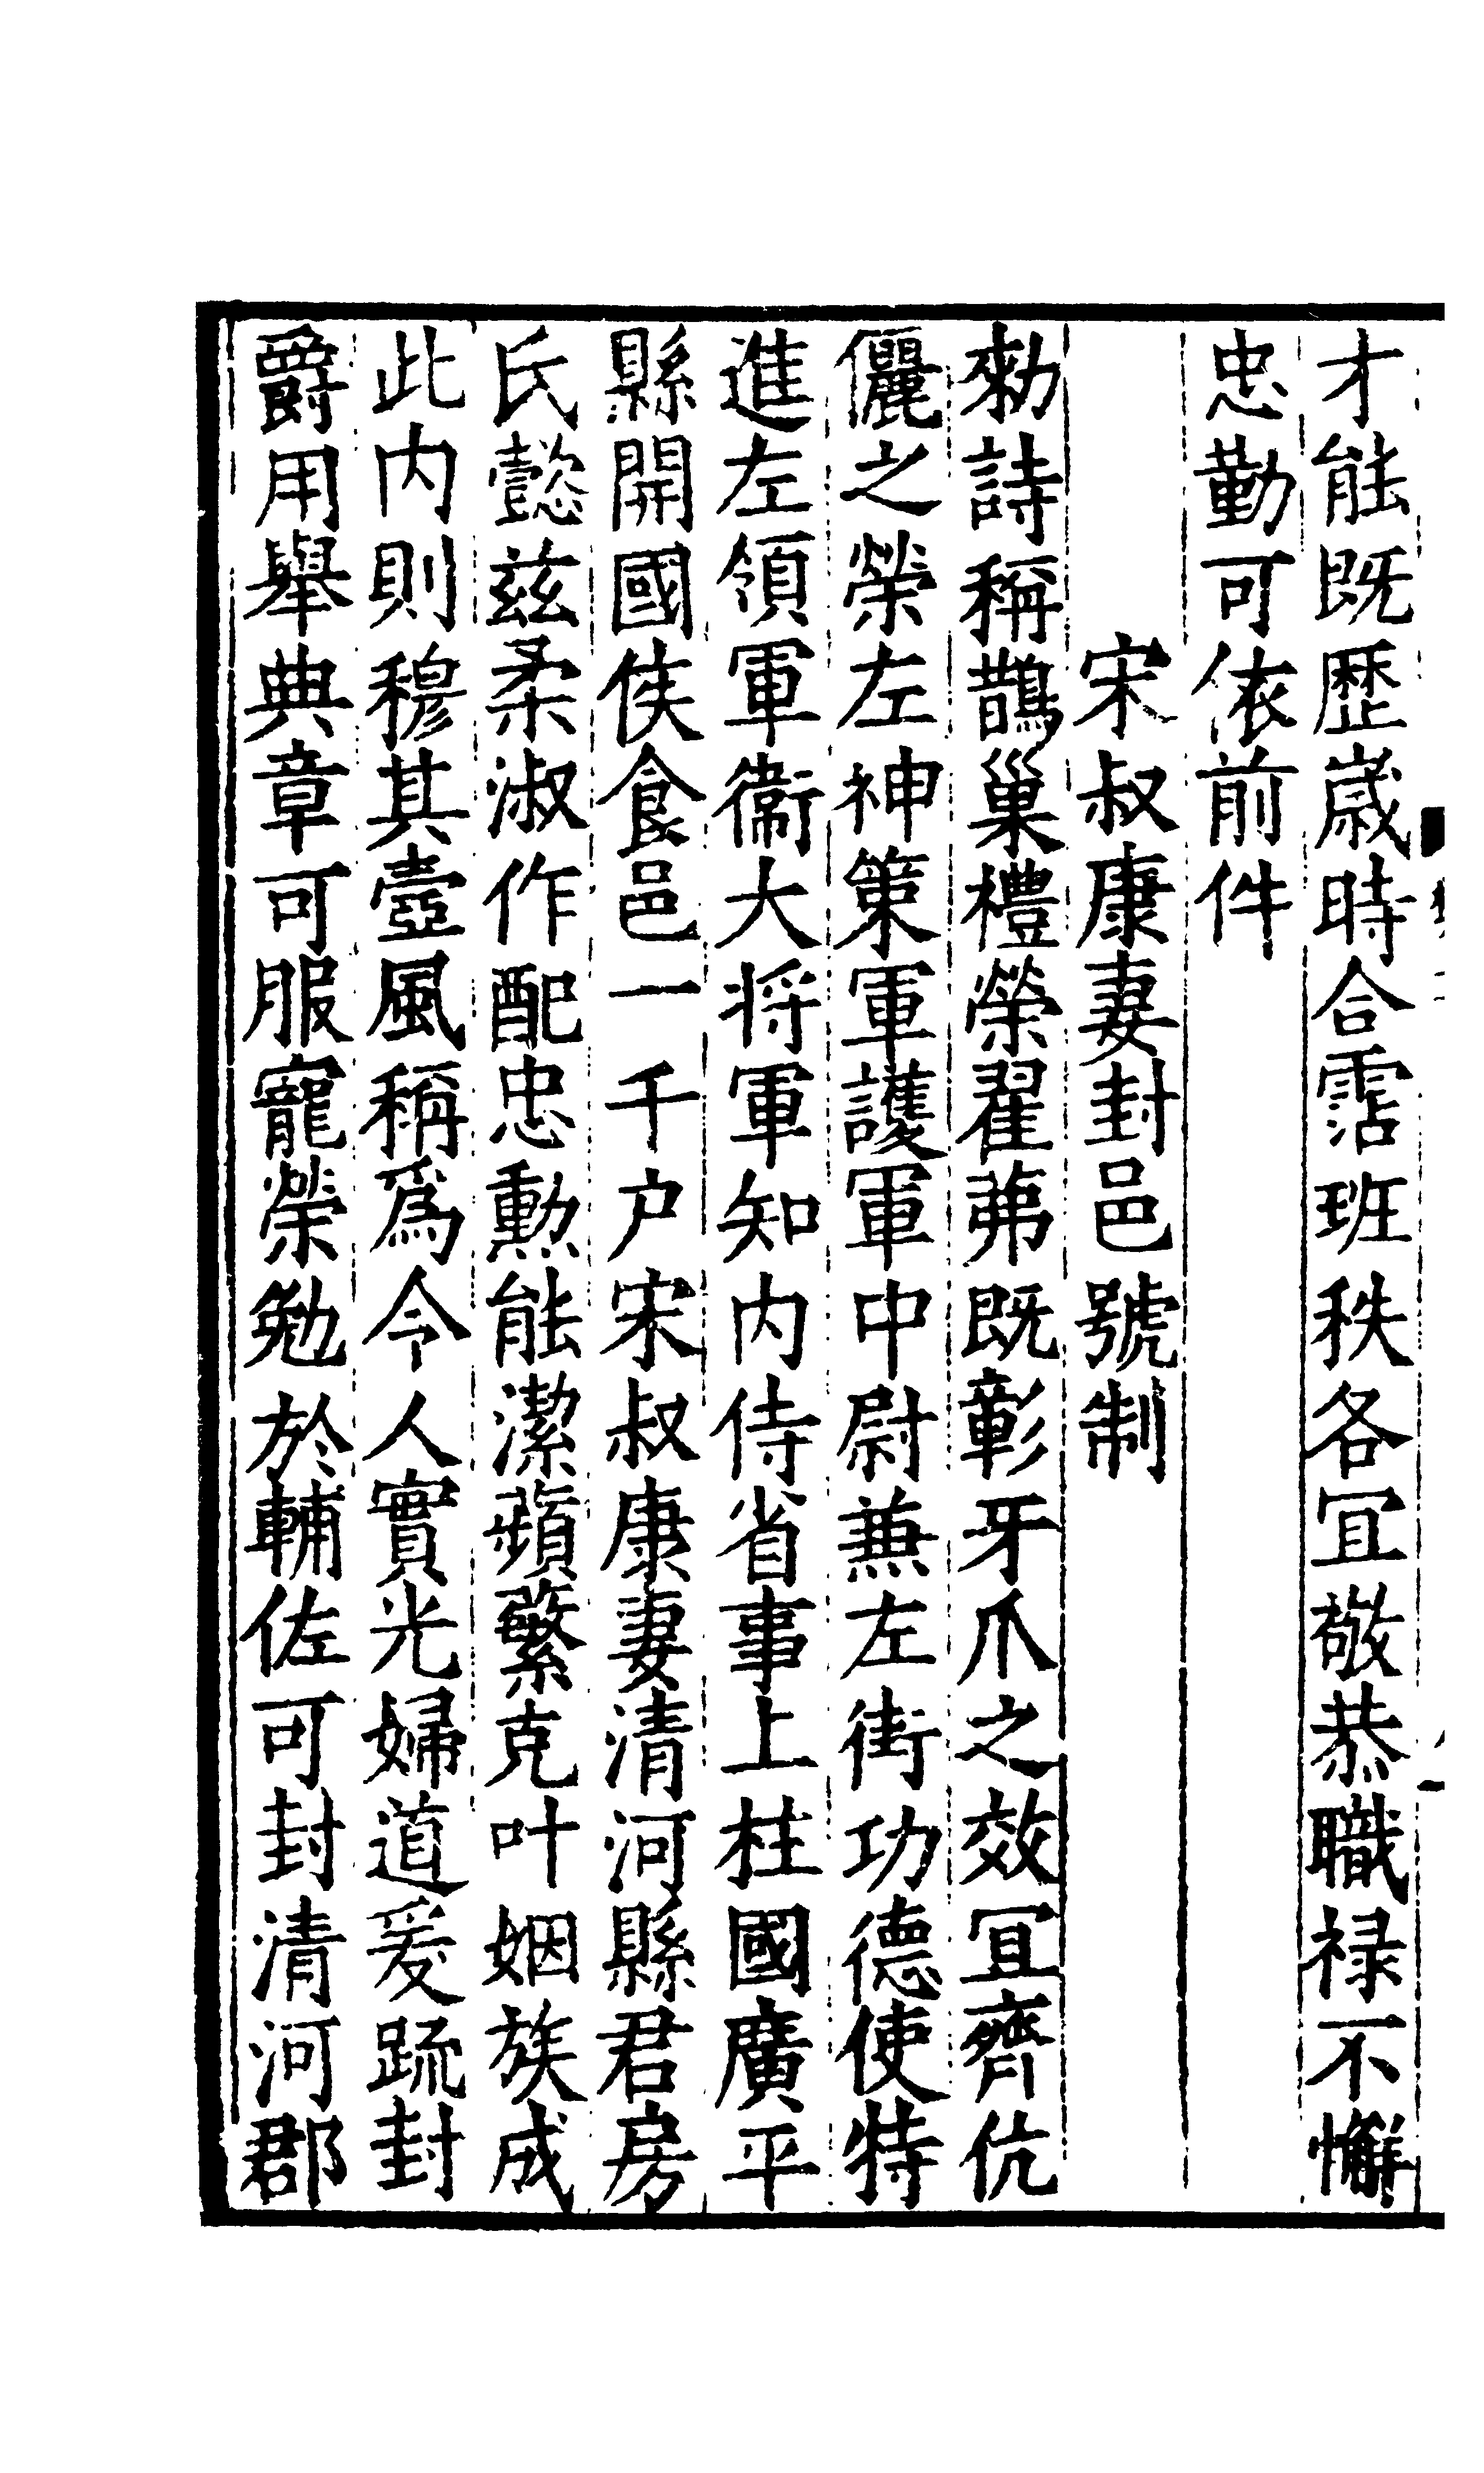 才能既歷歲時合霑班秩各宜敬恭職祿不懈
忠勤可依前件
宋叔康妻封邑號制
勑詩稱鵲巢禮榮翟茀既彰牙爪之效宜齊伉
儷之榮左神策軍護軍中尉兼左街功德使特
進左領軍衞大將軍知內侍省事上柱國廣平
縣開國侯食邑一千户宋叔康妻清河縣君房
氏懿茲柔淑作配忠勳能潔蘋蘩克叶姻族成
此內則穆其壼風稱爲令人實光婦道爰疏封
爵用舉典章可服寵榮勉於輔佐可封清河郡